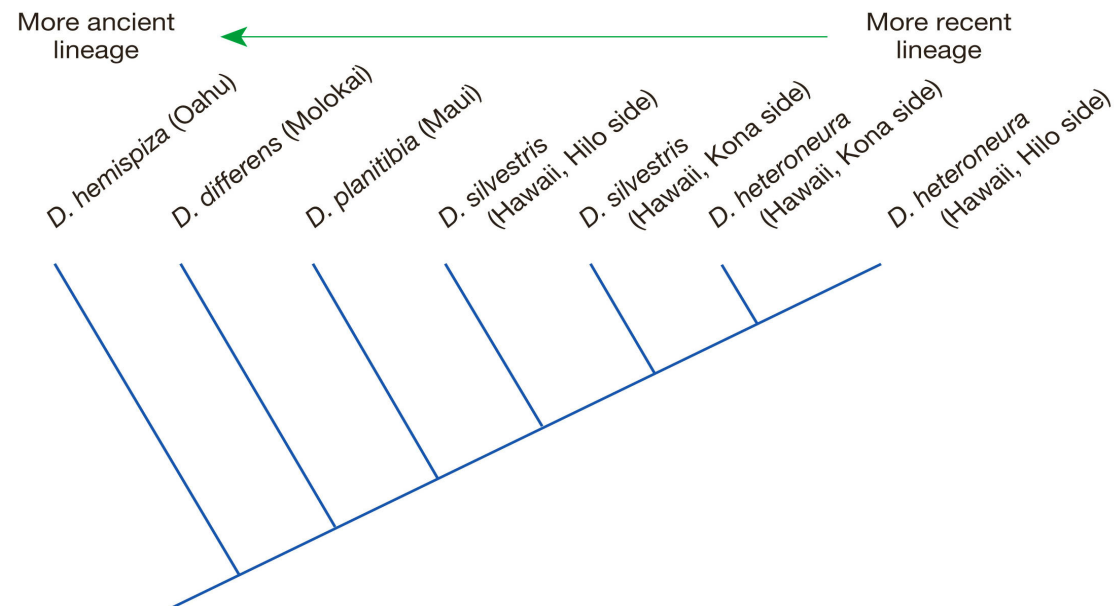 More ancient
lineage
More recent
lineage
D. hemispiza (Oahu)
D. differens (Molokai)
D. planitibia (Maui)
D. silvestris
(Hawaii, Hilo side)
D. silvestris
(Hawaii, Kona side)
D. heteroneura
(Hawaii, Kona side)
D. heteroneura
(Hawaii, Hilo side)